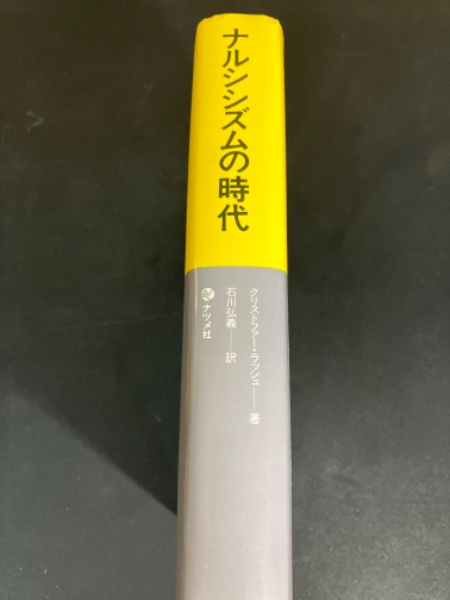 ナルシシズムの時代
クリストファー・ラッシュ――著
石川弘義――訳
ナツメ社